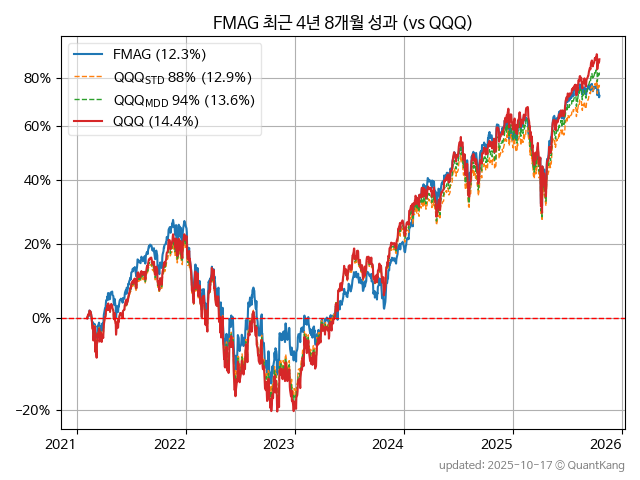 FMAG 최근 4년 8개월 성과 (vs QQQ)
FMAG (12.3%)
QQQSTD 88% (12.9%)
QQQMDD 94% (13.6%)
QQQ (14.4%)
80%
60%
40%
20%
0%
−20%
2021
2022
2023
2024
2025
2026
updated: 2025-10-17 © QuantKang